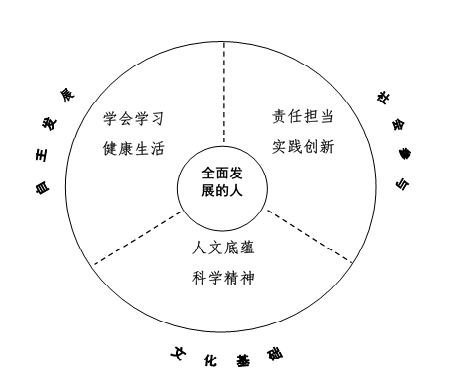 自主发展
社会参与
学会学习
健康生活
责任担当
实践创新
全面发
展的人
人文底蕴
科学精神
文化基础